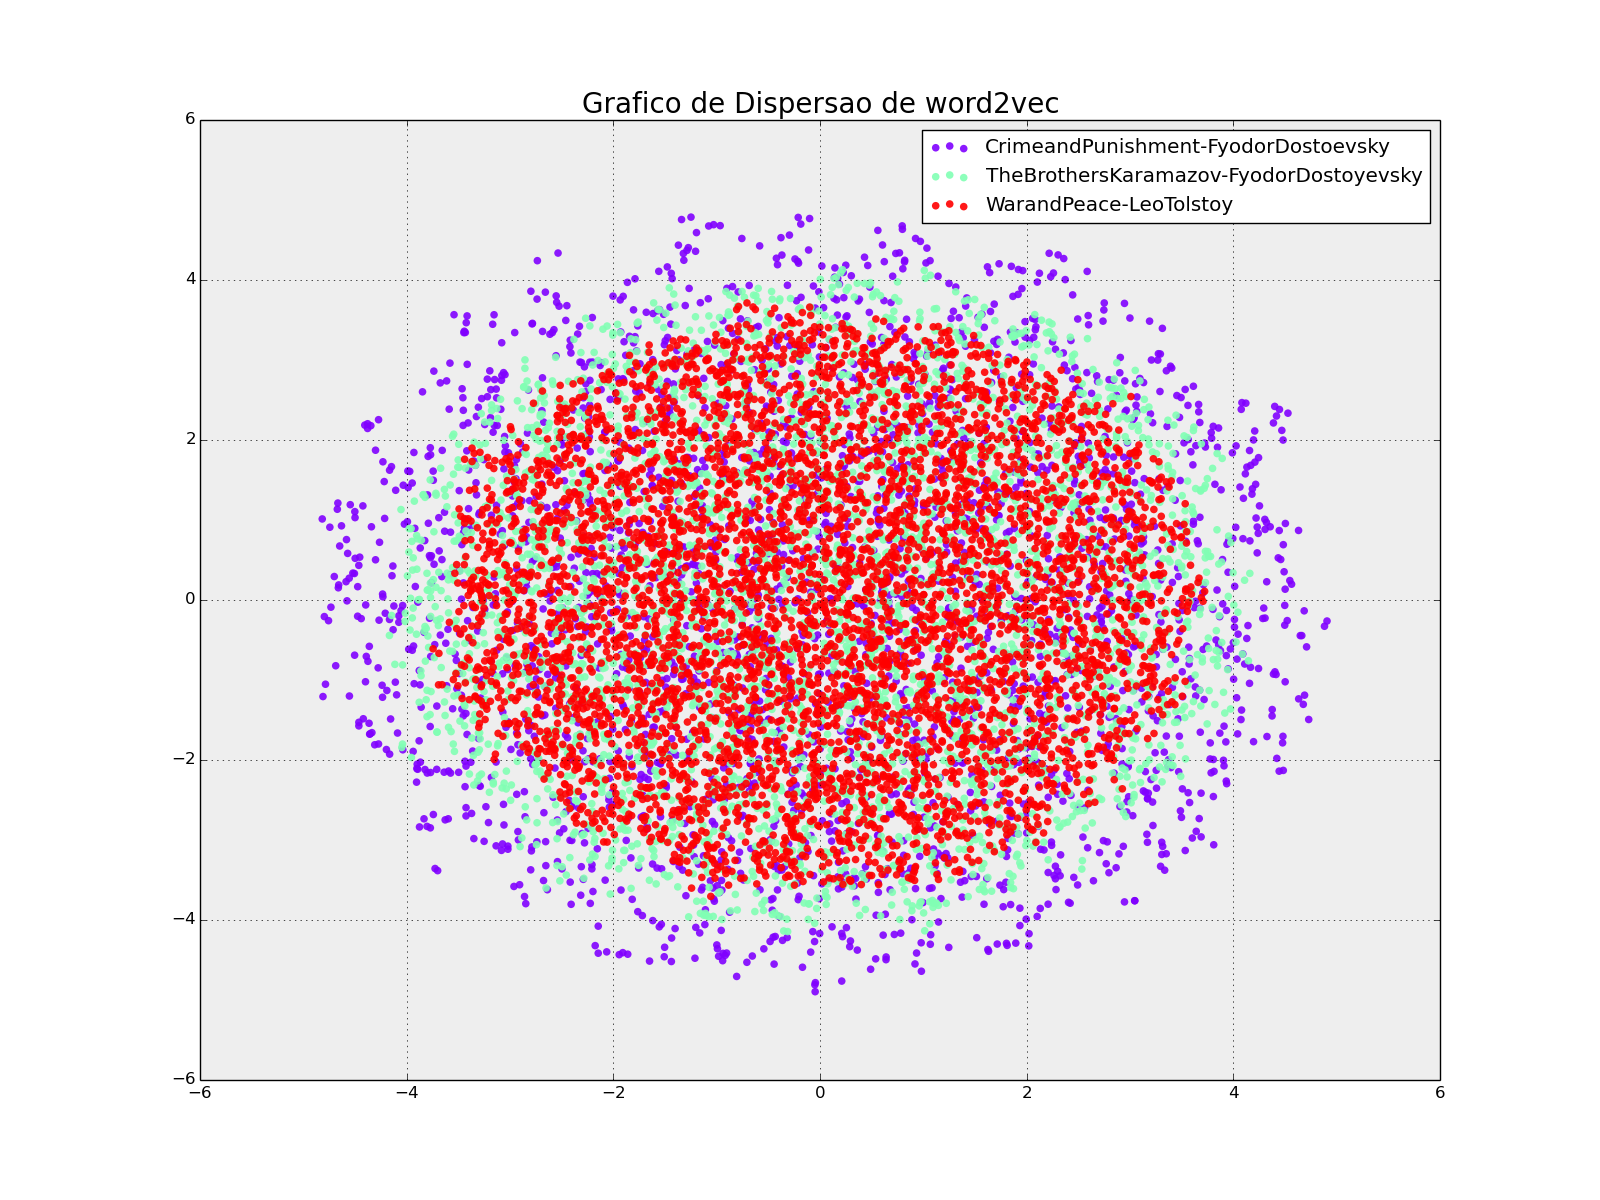 Grafico de Dispersao de word2vec
CrimeandPunishment-FyodorDostoevsky
TheBrothersKaramazov-FyodorDostoyevsky
WarandPeace-LeoTolstoy
6
4
2
0
−2
−4
−6
−6 −4 −2 0 2 4 6